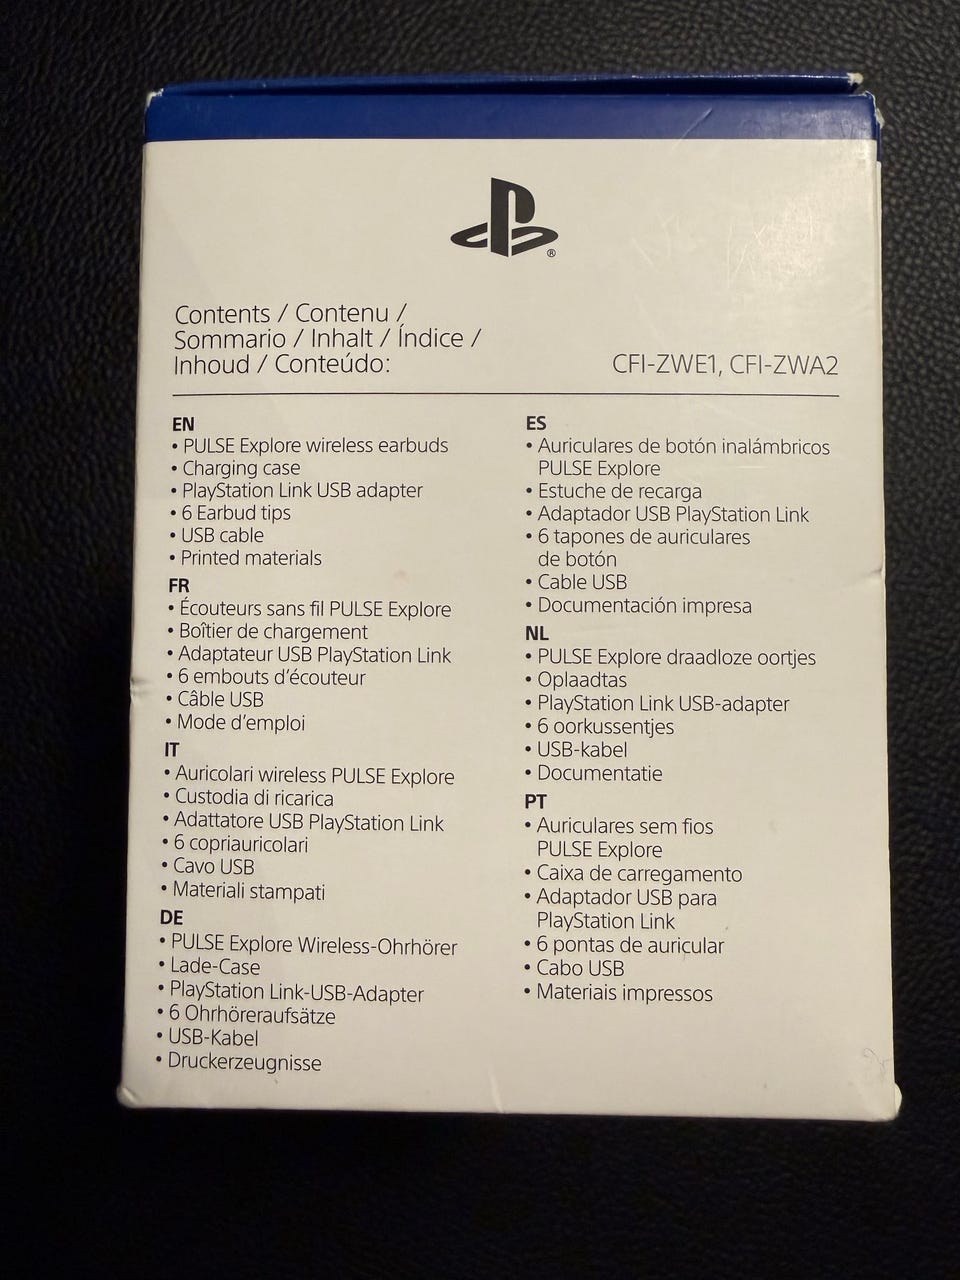 Contents / Contenu /
Sommario / Inhalt / Índice /
Inhoud / Conteúdo:
CFI-ZWE1, CFI-ZWA2
EN
• PULSE Explore wireless earbuds
• Charging case
• PlayStation Link USB adapter
• 6 Earbud tips
• USB cable
• Printed materials
FR
• Écouteurs sans fil PULSE Explore
• Boîtier de chargement
• Adaptateur USB PlayStation Link
• 6 embouts d’écouteur
• Câble USB
• Mode d’emploi
IT
• Auricolari wireless PULSE Explore
• Custodia di ricarica
• Adattatore USB PlayStation Link
• 6 copriauricolari
• Cavo USB
• Materiali stampati
DE
• PULSE Explore Wireless-Ohrhörer
• Lade-Case
• PlayStation Link-USB-Adapter
• 6 Ohrhöreraufsätze
• USB-Kabel
• Druckerzeugnisse
ES
• Auriculares de botón inalámbricos
PULSE Explore
• Estuche de recarga
• Adaptador USB PlayStation Link
• 6 tapones de auriculares
de botón
• Cable USB
• Documentación impresa
NL
• PULSE Explore draadloze oortjes
• Oplaadtas
• PlayStation Link USB-adapter
• 6 oorkussentjes
• USB-kabel
• Documentatie
PT
• Auriculares sem fios
PULSE Explore
• Caixa de carregamento
• Adaptador USB para
PlayStation Link
• 6 pontas de auricular
• Cabo USB
• Materiais impressos